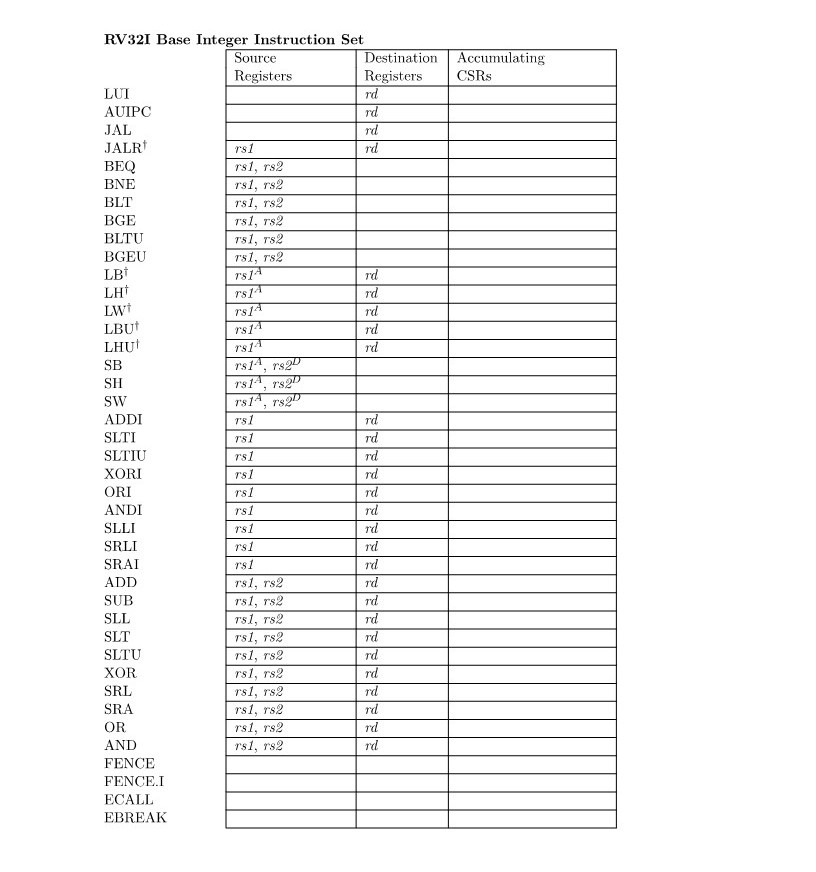 RV32I Base Integer Instruction Set
Source Registers Destination Registers Accumulating CSRs
LUI rd
AUIPC rd
JAL rd
JALR† rs1 rd
BEQ rs1, rs2
BNE rs1, rs2
BLT rs1, rs2
BGE rs1, rs2
BLTU rs1, rs2
BGEU rs1, rs2
LB† rs1^A rd
LH† rs1^A rd
LW† rs1^A rd
LBU† rs1^A rd
LHU† rs1^A rd
SB rs1^A, rs2^D
SH rs1^A, rs2^D
SW rs1^A, rs2^D
ADDI rs1 rd
SLTI rs1 rd
SLTIU rs1 rd
XORI rs1 rd
ORI rs1 rd
ANDI rs1 rd
SLLI rs1 rd
SRLI rs1 rd
SRAI rs1 rd
ADD rs1, rs2 rd
SUB rs1, rs2 rd
SLL rs1, rs2 rd
SLT rs1, rs2 rd
SLTU rs1, rs2 rd
XOR rs1, rs2 rd
SRL rs1, rs2 rd
SRA rs1, rs2 rd
OR rs1, rs2 rd
AND rs1, rs2 rd
FENCE
FENCE.I
ECALL
EBREAK